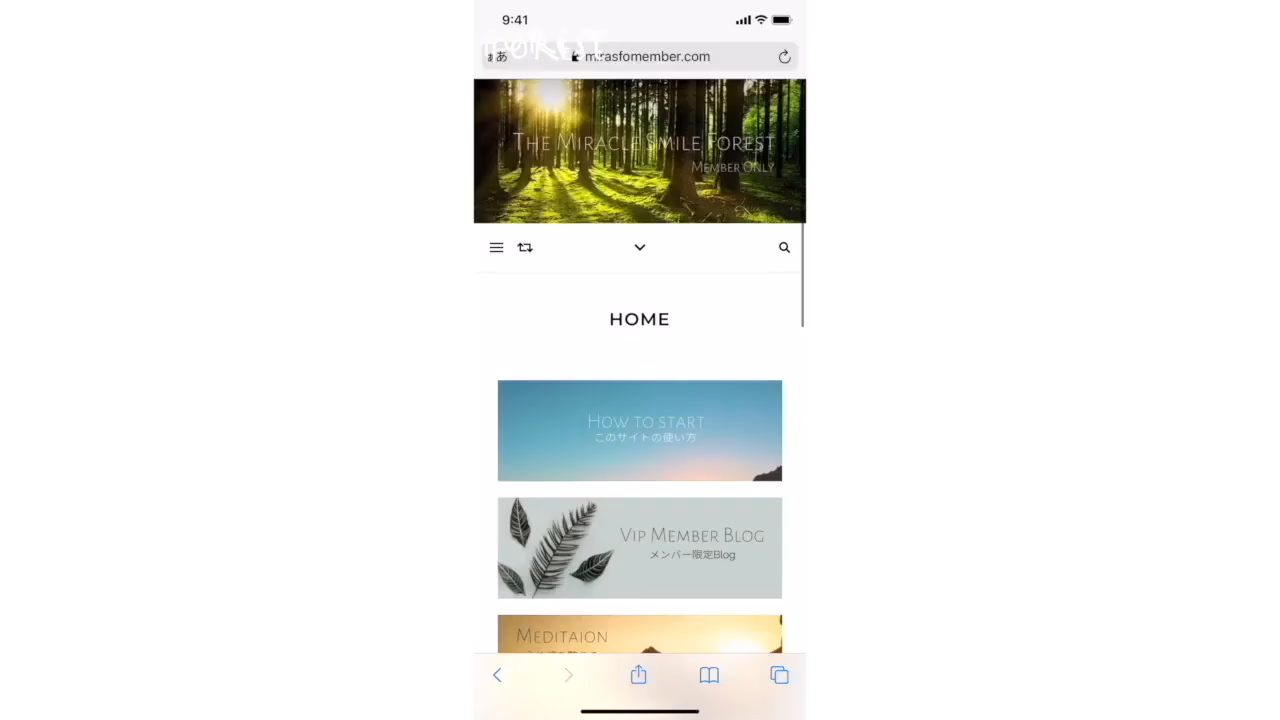 9:41
FOREST
ああ
mirasfomember.com
The Miracle Smile Forest
Member Only
HOME
How to start
このサイトの使い方
Vip Member Blog
メンバー限定Blog
Meditaion